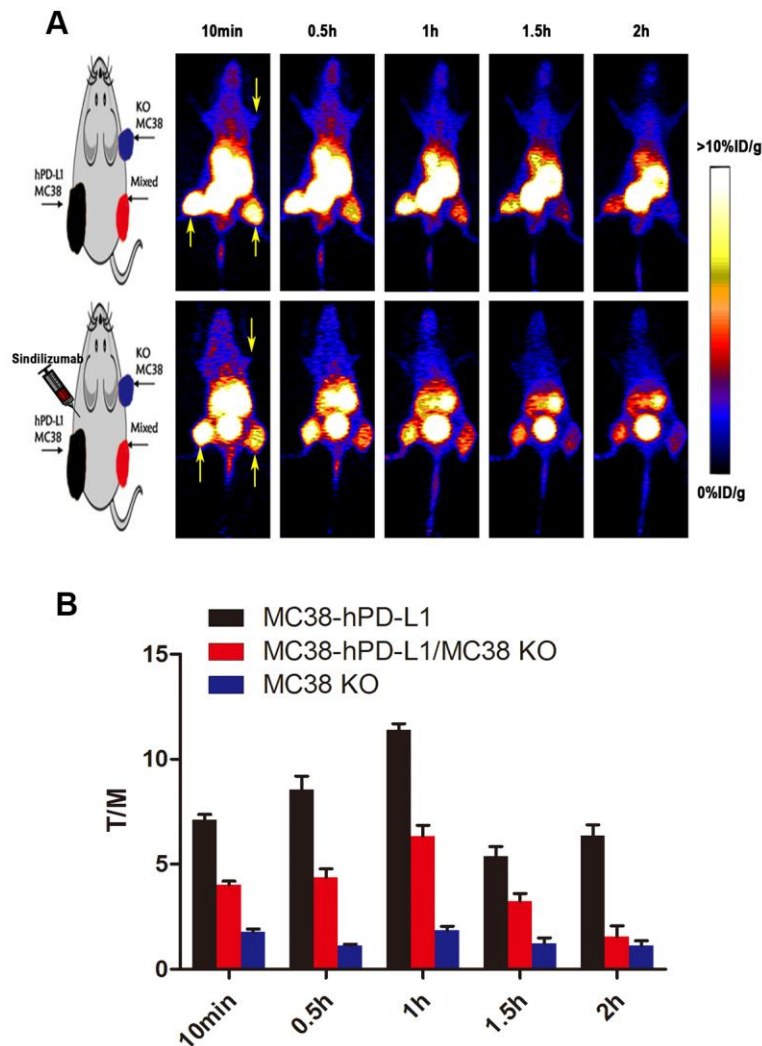 A
10min 0.5h 1h 1.5h 2h
KO
MC38
hPD-L1
MC38
Mixed
>10%ID/g
0%ID/g
Sindilizumab
KO
MC38
hPD-L1
MC38
Mixed
B
MC38-hPD-L1
MC38-hPD-L1/MC38 KO
MC38 KO
T/M
15
10
5
0
10min 0.5h 1h 1.5h 2h